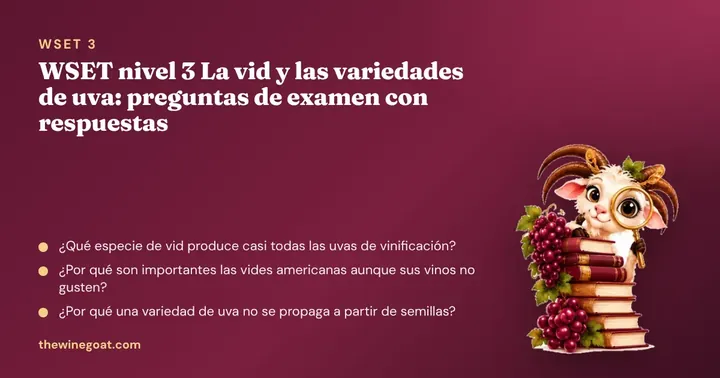 WSET 3
WSET nivel 3 La vid y las variedades
de uva: preguntas de examen con
respuestas
¿Qué especie de vid produce casi todas las uvas de vinificación?
¿Por qué son importantes las vides americanas aunque sus vinos no
gusten?
¿Por qué una variedad de uva no se propaga a partir de semillas?
thewinegoat.com